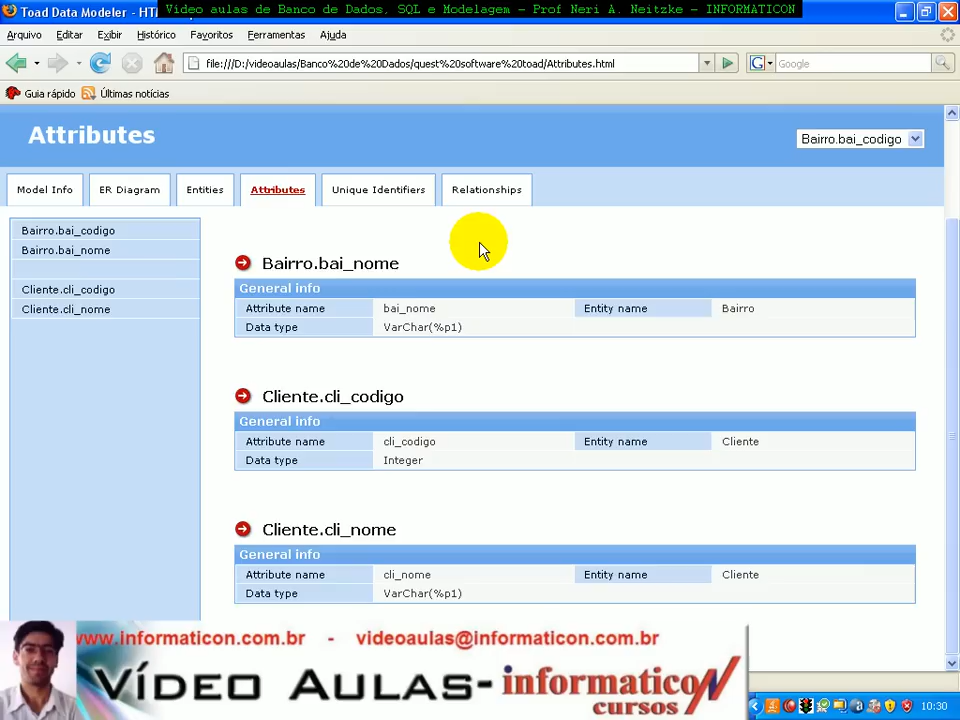 Toad Data Modeler - HT
Vídeo aulas de Banco de Dados, SQL e Modelagem - Prof Neri A. Neitzke - INFORMATICON
Arquivo Editar Exibir Histórico Favoritos Ferramentas Ajuda
file:///D:/videoaulas/Banco%20de%20Dados/quest%20software%20toad/Attributes.html
Google
Guia rápido Últimas notícias
Attributes
Bairro.bai_codigo
Model Info ER Diagram Entities Attributes Unique Identifiers Relationships
Bairro.bai_codigo
Bairro.bai_nome
Cliente.cli_codigo
Cliente.cli_nome
Bairro.bai_nome
General info
Attribute name bai_nome Entity name Bairro
Data type VarChar(%p1)
Cliente.cli_codigo
General info
Attribute name cli_codigo Entity name Cliente
Data type Integer
Cliente.cli_nome
General info
Attribute name cli_nome Entity name Cliente
Data type VarChar(%p1)
www.informaticon.com.br - videoaulas@informaticon.com.br
Vídeo Aulas- informaticon
cursos
10:30